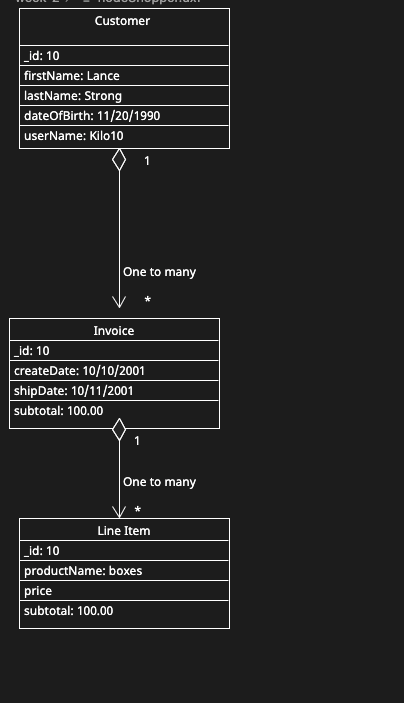 Customer
_id: 10
firstName: Lance
lastName: Strong
dateOfBirth: 11/20/1990
userName: Kilo10
1
One to many
*
Invoice
_id: 10
createDate: 10/10/2001
shipDate: 10/11/2001
subtotal: 100.00
1
One to many
*
Line Item
_id: 10
productName: boxes
price
subtotal: 100.00